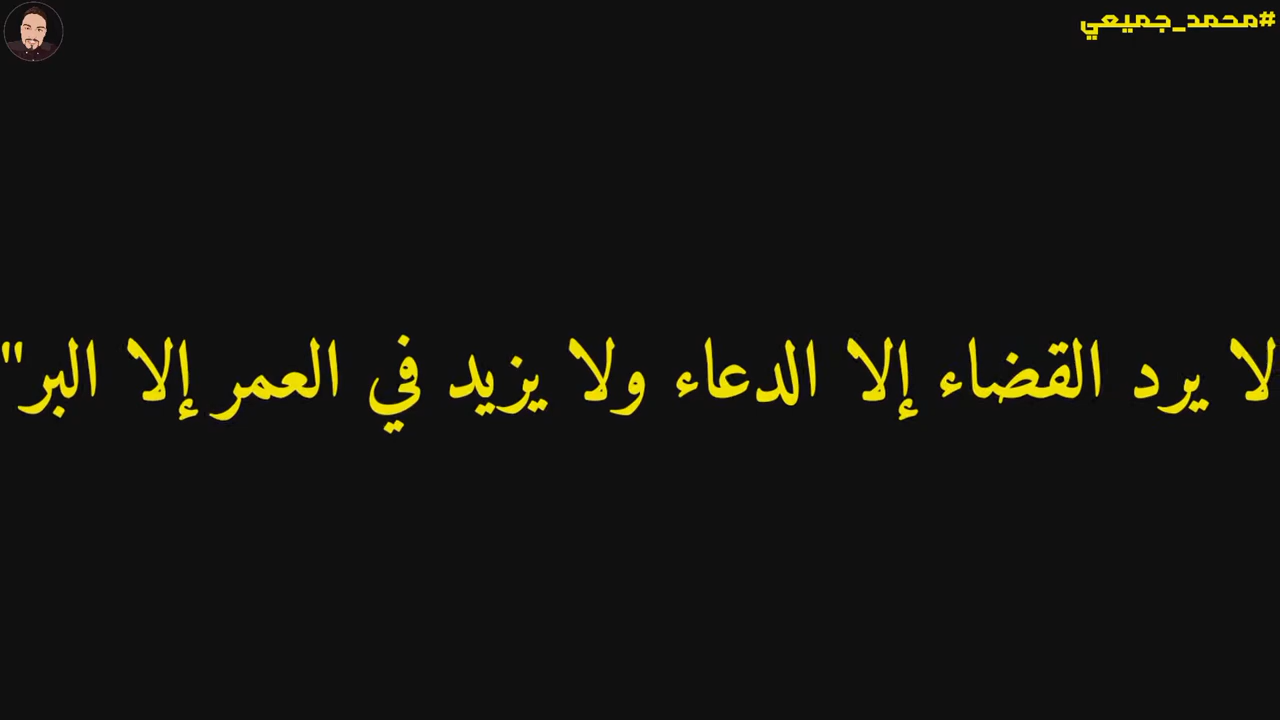 #محمد_جميعي
لا يرد القضاء إلا الدعاء ولا يزيد في العمر إلا البر"